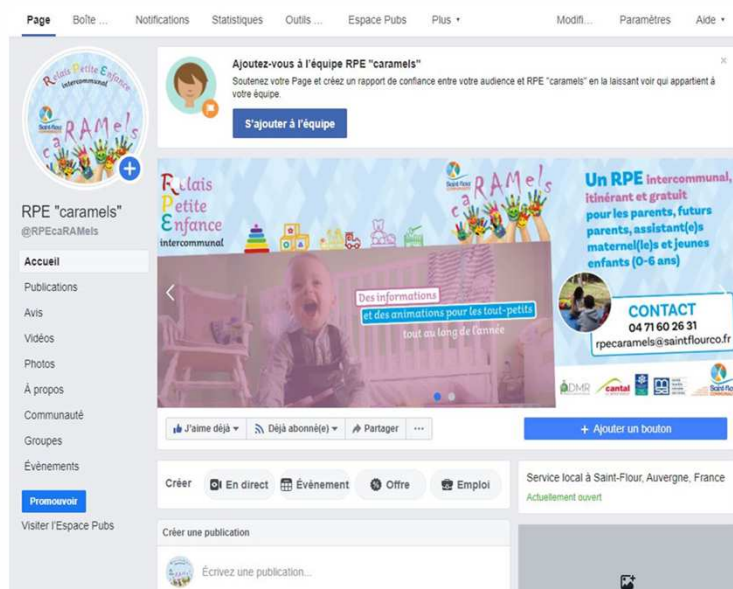 Page
Boîte ...
Notifications
Statistiques
Outils ...
Espace Pubs
Plus
Modifi...
Paramètres
Aide
Relais Petite Enfance
intercommunal
Saint-Flour
caRAMels
RPE "caramels"
@RPEcaRAMels
Accueil
Publications
Avis
Vidéos
Photos
À propos
Communauté
Groupes
Évènements
Promouvoir
Visiter l'Espace Pubs
Ajoutez-vous à l'équipe RPE "caramels"
Soutenez votre Page et créez un rapport de confiance entre votre audience et RPE "caramels" en la laissant voir qui appartient à
votre équipe.
S'ajouter à l'équipe
Relais
Petite
Enfance
intercommunal
Saint-Flour
caRAMels
Un RPE intercommunal,
itinérant et gratuit
pour les parents, futurs
parents, assistant(e)s
maternel(le)s et jeunes
enfants (0-6 ans)
Des informations
et des animations pour les tout-petits
tout au long de l'année
CONTACT
04 71 60 26 31
rpecaramels@saintflourco.fr
ADMR
cantal
Saint-Flour
J'aime déjà
Déjà abonné(e)
Partager
...
+ Ajouter un bouton
Créer
En direct
Évènement
Offre
Emploi
Service local à Saint-Flour, Auvergne, France
Actuellement ouvert
Créer une publication
Écrivez une publication...